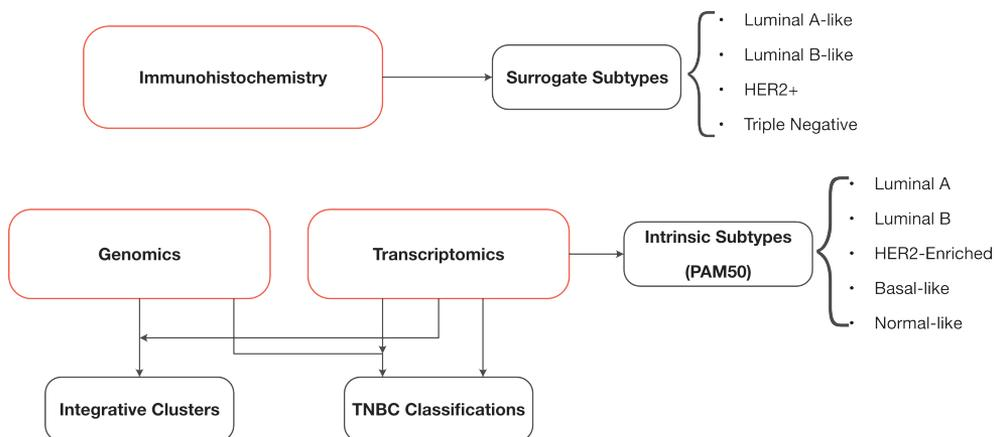 Immunohistochemistry
Surrogate Subtypes
• Luminal A-like
• Luminal B-like
• HER2+
• Triple Negative
Genomics
Transcriptomics
Intrinsic Subtypes
(PAM50)
• Luminal A
• Luminal B
• HER2-Enriched
• Basal-like
• Normal-like
Integrative Clusters
TNBC Classifications